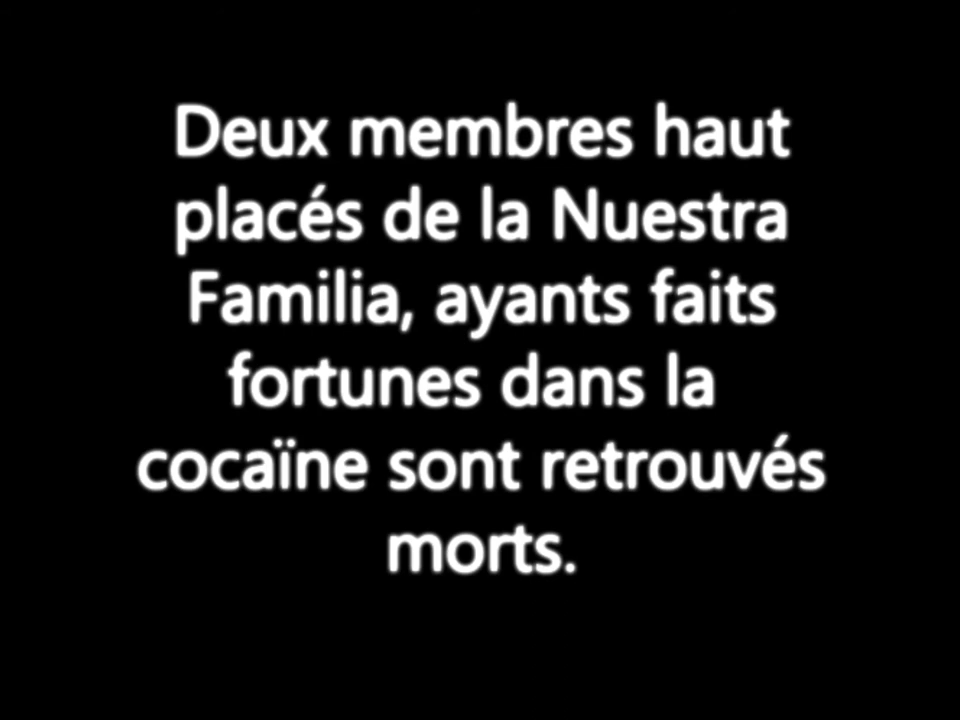 Deux membres haut
placés de la Nuestra
Familia, ayants faits
fortunes dans la
cocaïne sont retrouvés
morts.